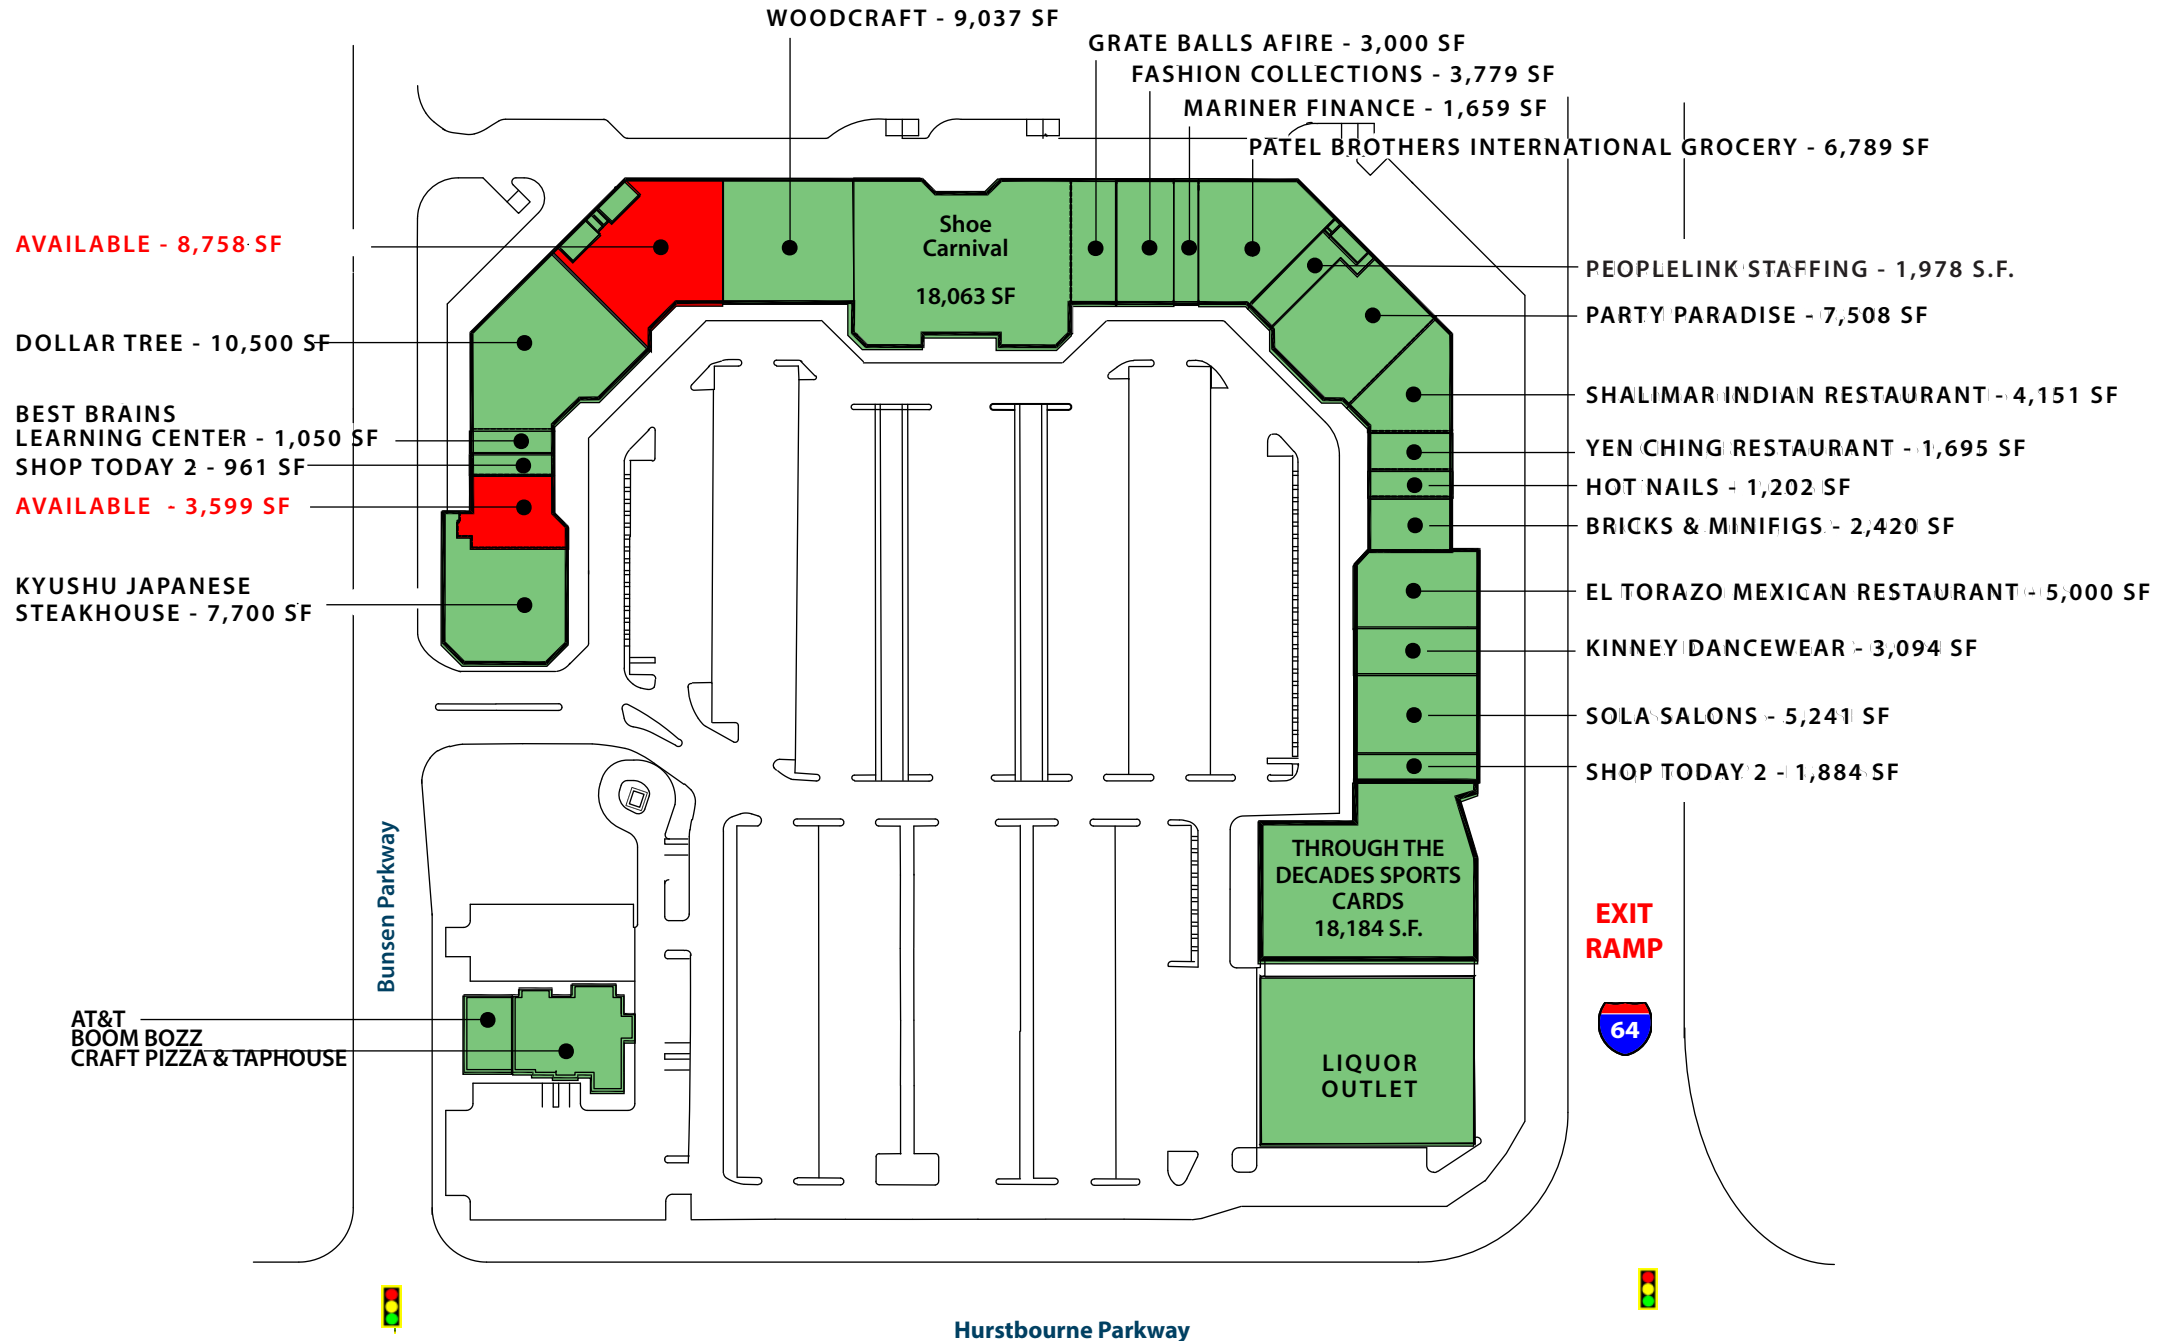 WOODCRAFT - 9,037 SF
GRATE BALLS AFIRE - 3,000 SF
FASHION COLLECTIONS - 3,779 SF
MARINER FINANCE - 1,659 SF
PATEL BROTHERS INTERNATIONAL GROCERY - 6,789 SF
Shoe
Carnival
18,063 SF
AVAILABLE - 8,758 SF
DOLLAR TREE - 10,500 SF
BEST BRAINS
LEARNING CENTER - 1,050 SF
SHOP TODAY 2 - 961 SF
AVAILABLE - 3,599 SF
KYUSHU JAPANESE
STEAKHOUSE - 7,700 SF
PEOPLELINK STAFFING - 1,978 S.F.
PARTY PARADISE - 7,508 SF
SHALIMAR INDIAN RESTAURANT - 4,151 SF
YEN CHING RESTAURANT - 1,695 SF
HOT NAILS - 1,202 SF
BRICKS & MINIFIGS - 2,420 SF
EL TORAZO MEXICAN RESTAURANT - 5,000 SF
KINNEY DANCEWEAR - 3,094 SF
SOLA SALONS - 5,241 SF
SHOP TODAY 2 - 1,884 SF
THROUGH THE
DECADES SPORTS
CARDS
18,184 S.F.
LIQUOR
OUTLET
EXIT
RAMP
64
Bunsen Parkway
AT&T
BOOM BOZZ
CRAFT PIZZA & TAPHOUSE
Hurstbourne Parkway